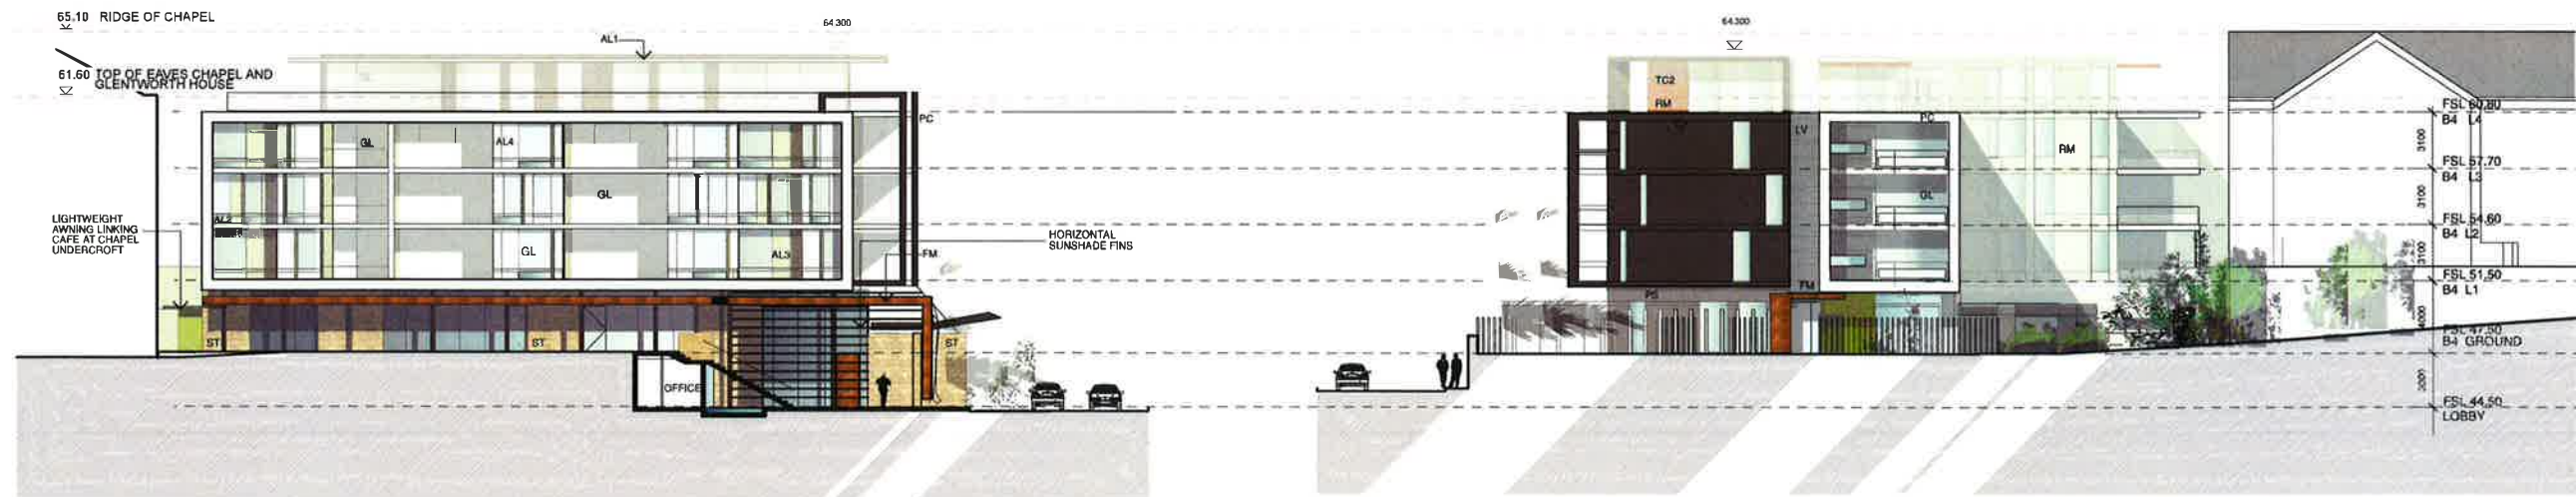 65.10 RIDGE OF CHAPEL
61.60 TOP OF EAVES CHAPEL AND
GLENTWORTH HOUSE
64.300
AL1
PC
GL
AL4
GL
LIGHTWEIGHT
AWNING LINKING
CAFE AT CHAPEL
UNDERCROFT
AL2
GL
AL3
HORIZONTAL
SUNSHADE FINS
FM
ST
ST
ST
OFFICE
64.300
TC2
RM
LV
PC
RM
GL
PS
FM
FSL 60.80
B4 L4
3100
FSL 57.70
B4 L3
3100
FSL 54.60
B4 L2
3100
FSL 51.50
B4 L1
4000
FSL 47.50
B4 GROUND
3000
FSL 44.50
LOBBY